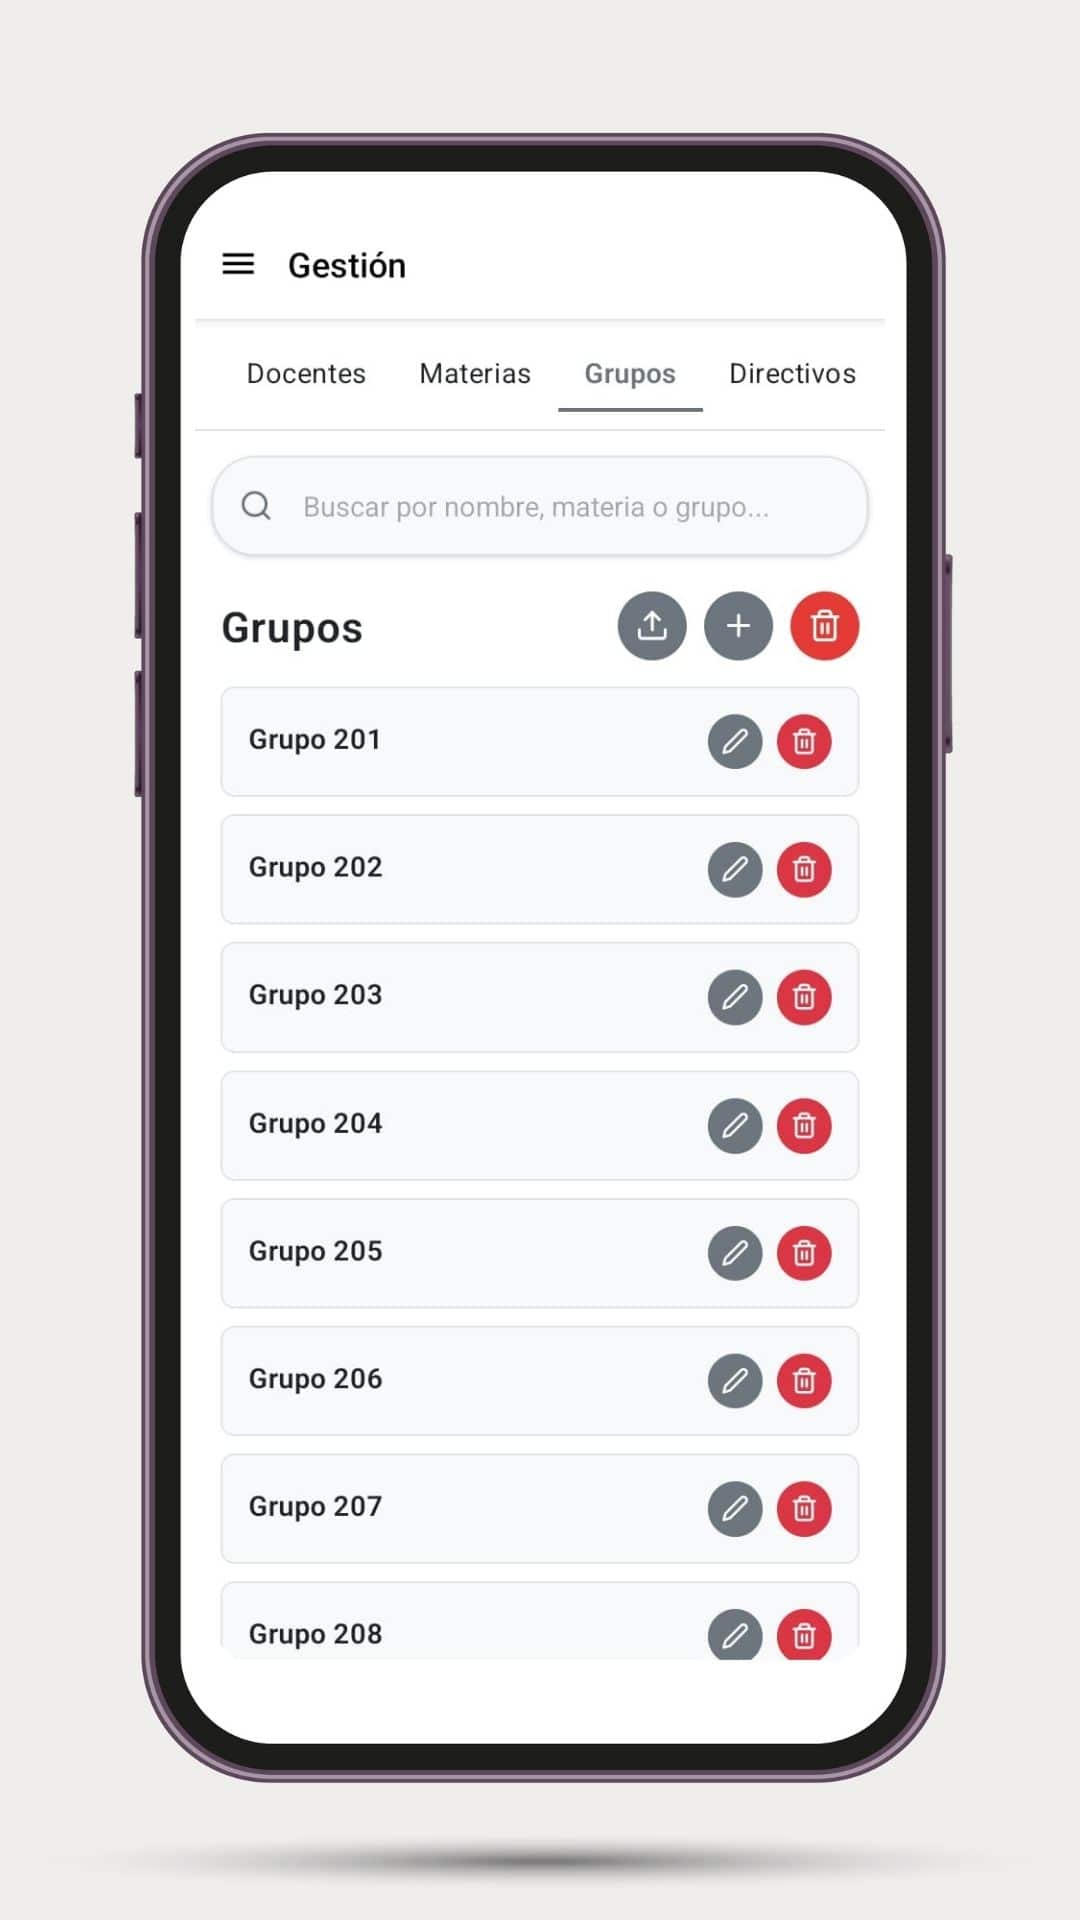 Gestión
Docentes Materias Grupos Directivos
Buscar por nombre, materia o grupo...
Grupos
Grupo 201
Grupo 202
Grupo 203
Grupo 204
Grupo 205
Grupo 206
Grupo 207
Grupo 208